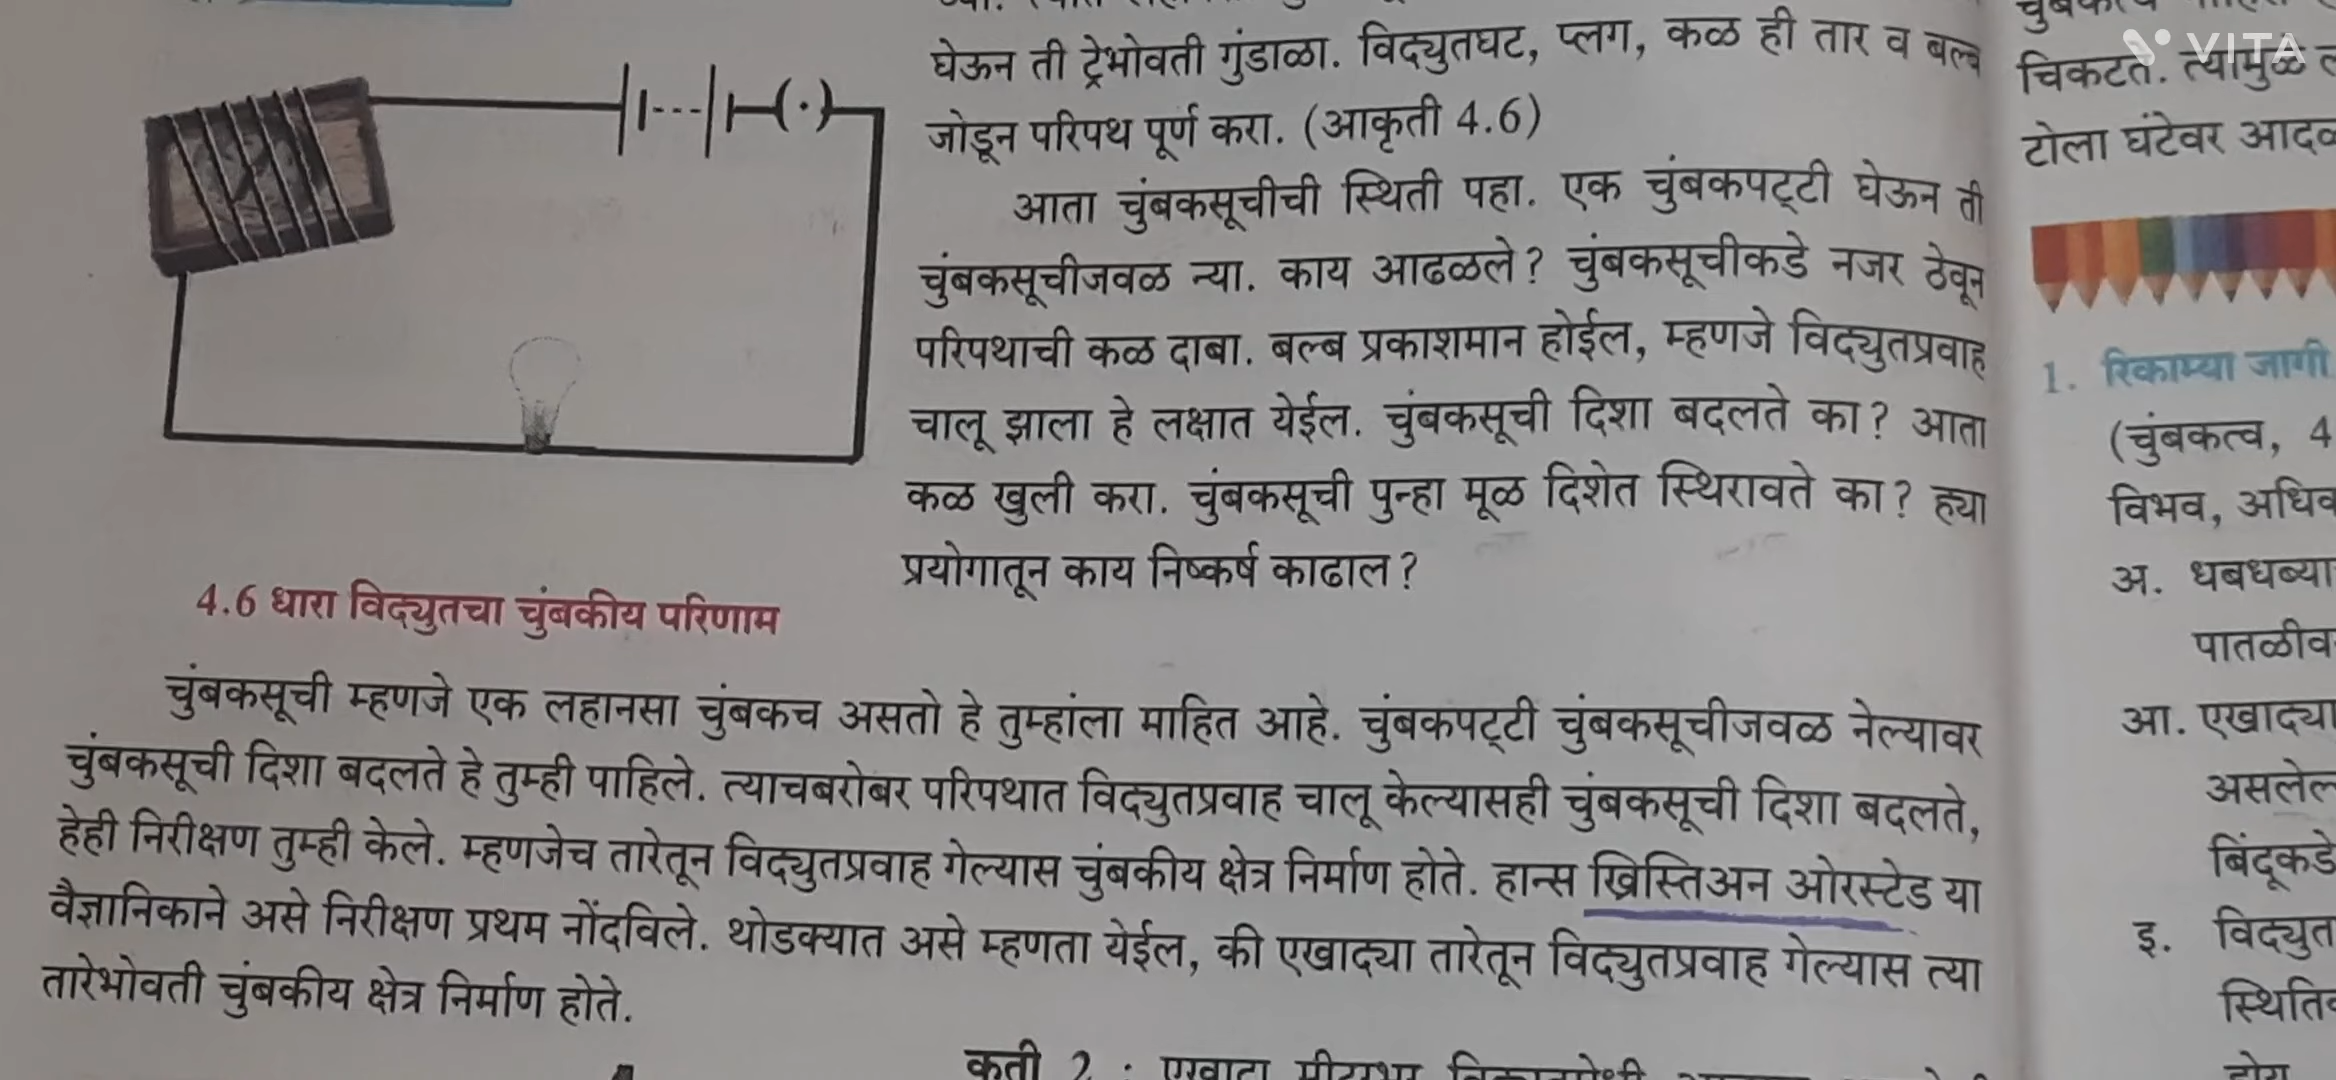 घेऊन ती ट्रेभोवती गुंडाळा. विद्युतघट, प्लग, कळ ही तार व बल्ब
जोडून परिपथ पूर्ण करा. (आकृती 4.6)
आता चुंबकसूचीची स्थिती पहा. एक चुंबकपट्टी घेऊन ती
चुंबकसूचीजवळ न्या. काय आढळले? चुंबकसूचीकडे नजर ठेवून
परिपथाची कळ दाबा. बल्ब प्रकाशमान होईल, म्हणजे विद्युतप्रवाह
चालू झाला हे लक्षात येईल. चुंबकसूची दिशा बदलते का? आता
कळ खुली करा. चुंबकसूची पुन्हा मूळ दिशेत स्थिरावते का? ह्या
प्रयोगातून काय निष्कर्ष काढाल?
4.6 धारा विद्युतचा चुंबकीय परिणाम
चुंबकसूची म्हणजे एक लहानसा चुंबकच असतो हे तुम्हांला माहित आहे. चुंबकपट्टी चुंबकसूचीजवळ नेल्यावर
चुंबकसूची दिशा बदलते हे तुम्ही पाहिले. त्याचबरोबर परिपथात विद्युतप्रवाह चालू केल्यासही चुंबकसूची दिशा बदलते,
हेही निरीक्षण तुम्ही केले. म्हणजेच तारेतून विद्युतप्रवाह गेल्यास चुंबकीय क्षेत्र निर्माण होते. हान्स ख्रिस्तिअन ओरस्टेड या
वैज्ञानिकाने असे निरीक्षण प्रथम नोंदविले. थोडक्यात असे म्हणता येईल, की एखाद्या तारेतून विद्युतप्रवाह गेल्यास त्या
तारेभोवती चुंबकीय क्षेत्र निर्माण होते.
कृती 2 :
VITA
चिकटते. त्यामुळे
टोला घंटेवर
1. रिकाम्या जागी
(चुंबकत्व, 4
विभव,
अ. धबधब्या
आ. एखाद्या
इ. विद्युत